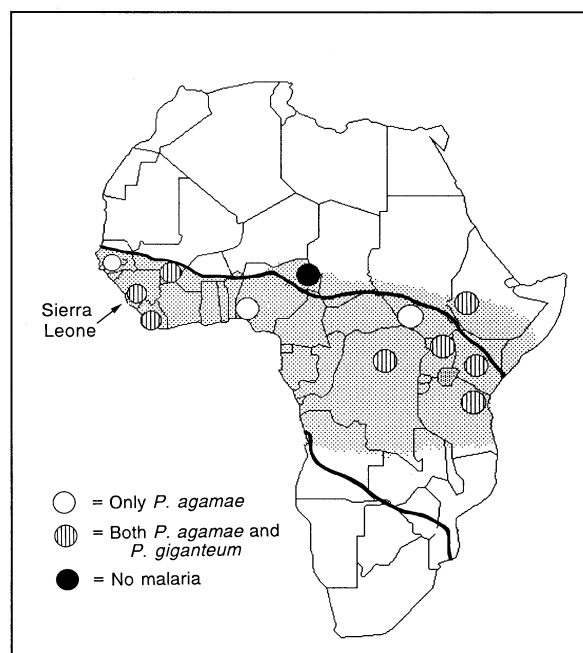 Sierra
Leone
= Only P. agamae
= Both P. agamae and
P. giganteum
= No malaria